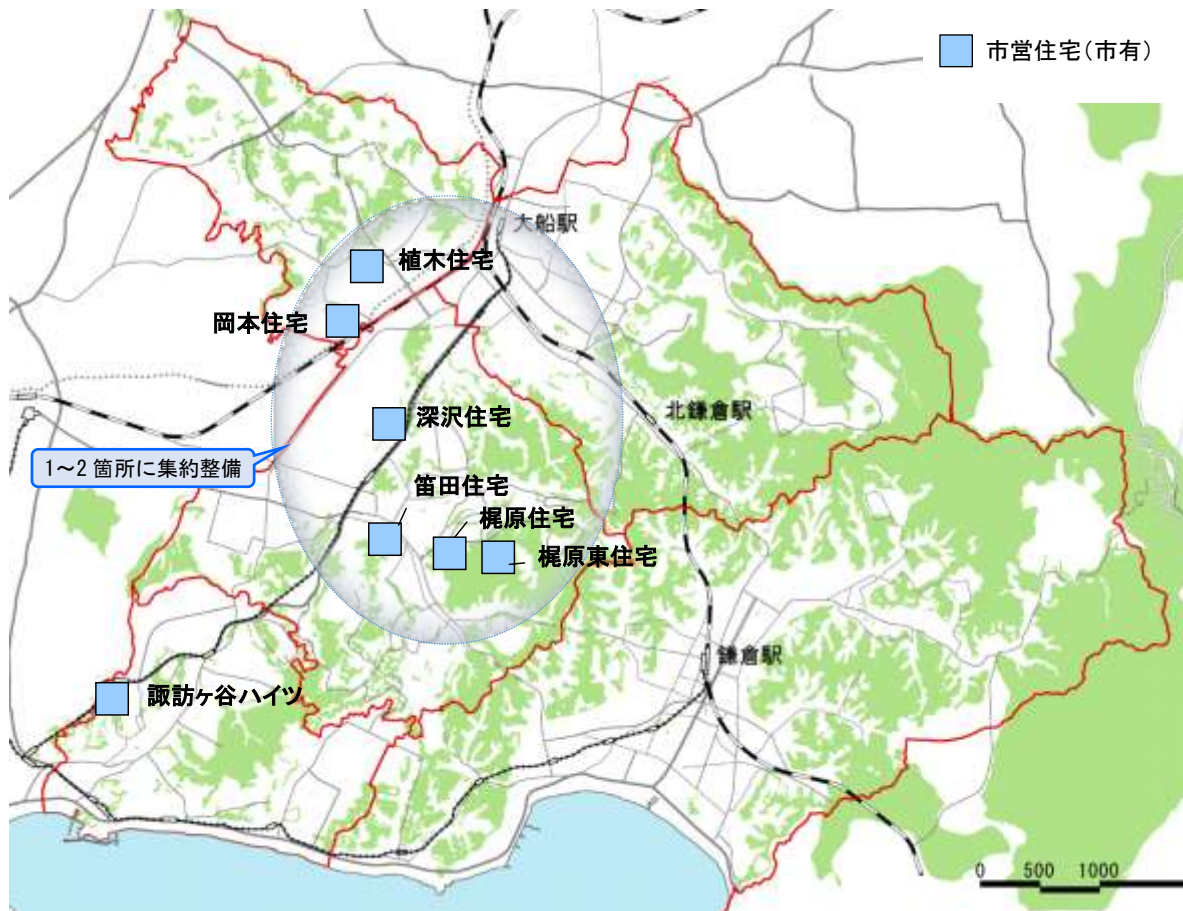 市営住宅(市有)
大船駅
植木住宅
岡本住宅
北鎌倉駅
深沢住宅
1~2 箇所に集約整備
笛田住宅
梶原住宅
梶原東住宅
鎌倉駅
諏訪ヶ谷ハイツ
0 500 1000